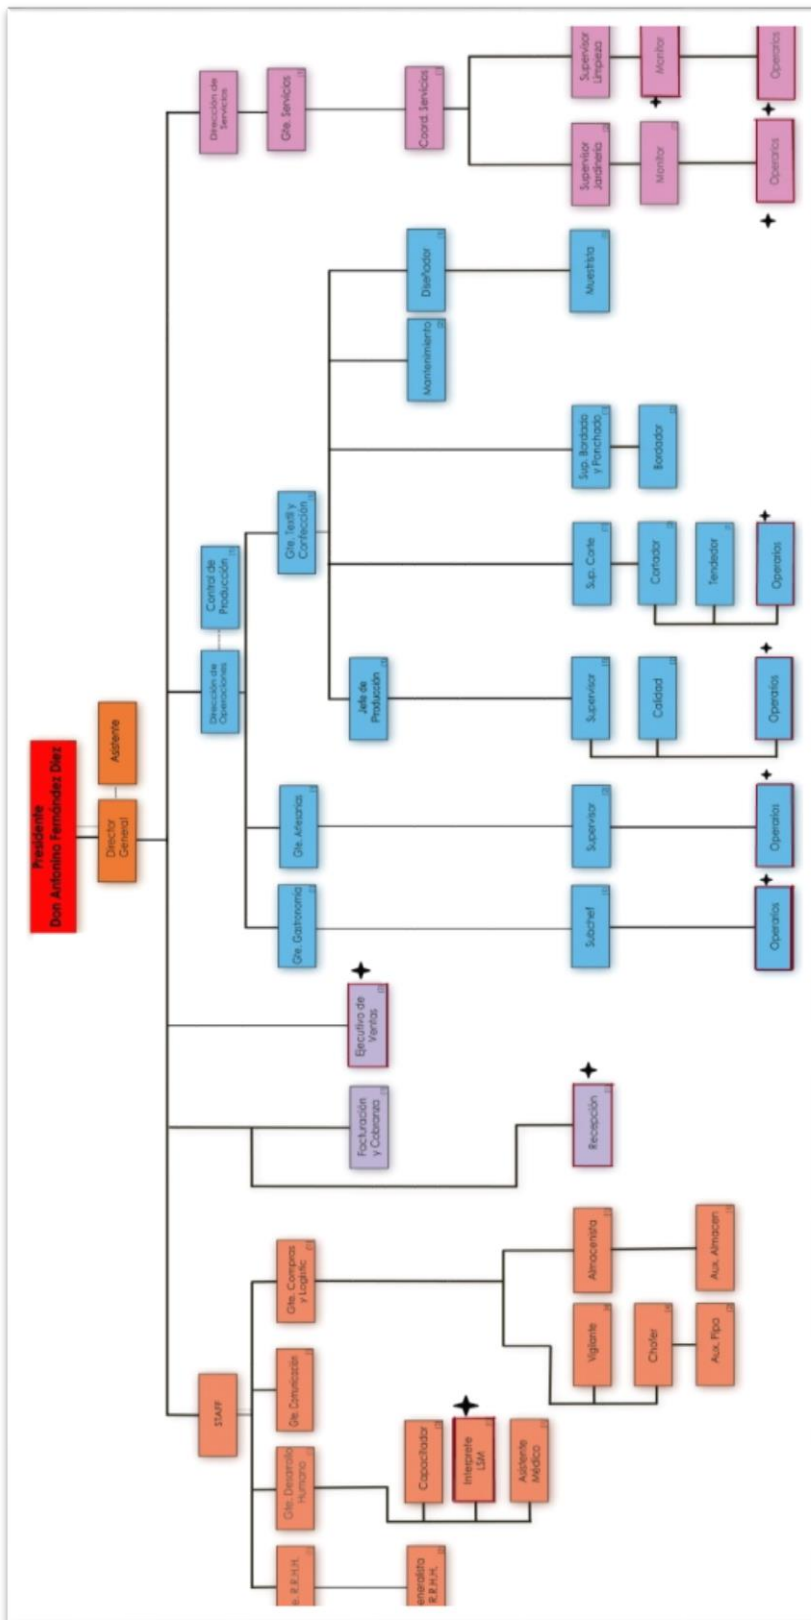 Presidente
Don Antonino Fernández Díez
Director
General
Asistente
STAFF
Dirección de
Operaciones
Control de
Producción
Dirección de
Servicios
e. R.R.H.H.
Gte. Desarrollo
Humano
Gte. Comunicación
Gte. Compras
y Logistic
Gte. Gastronomía
Gte. Artesanías
Gte. Textil y
Confección
Gte. Servicios
Facturación
y Cobranza
Ejecutivo de
Ventas
Jefe de
Producción
eneralista
R.R.H.H.
Capacitador
Interprete
LSM
Asistente
Médico
Mantenimiento
Diseñador
Coord. Servicios
Vigilante
Almacenista
Recepción
Subchef
Supervisor
Supervisor
Sup. Corte
Sup. Bordado
y Ponchado
Muestrista
Supervisor
Jardinería
Supervisor
Limpieza
Chofer
Calidad
Cortador
Bordador
Monitor
Monitor
Aux. Pipa
Aux. Almacen
Tendedor
Operarios
Operarios
Operarios
Operarios
Operarios
Operarios